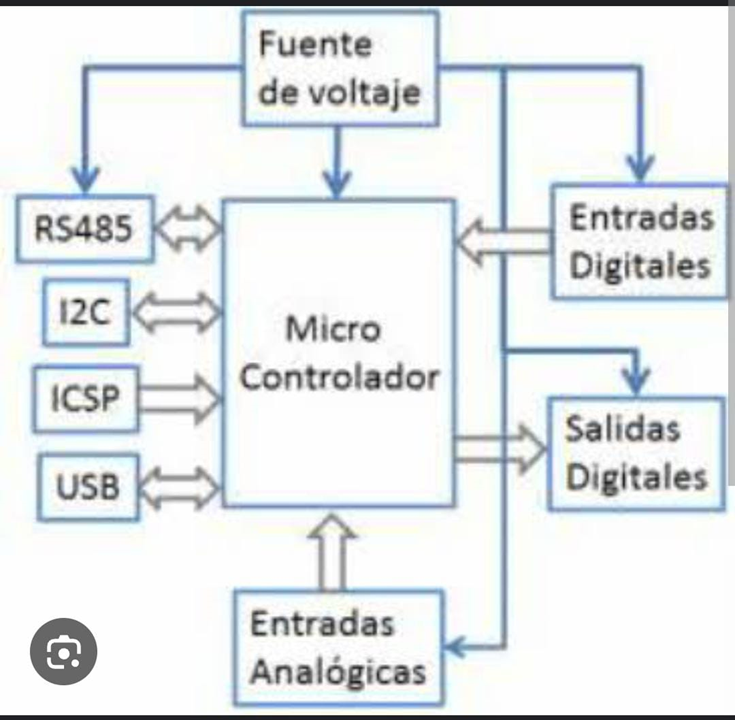 Fuente
de voltaje
RS485
I2C
ICSP
USB
Micro
Controlador
Entradas
Digitales
Salidas
Digitales
Entradas
Analógicas